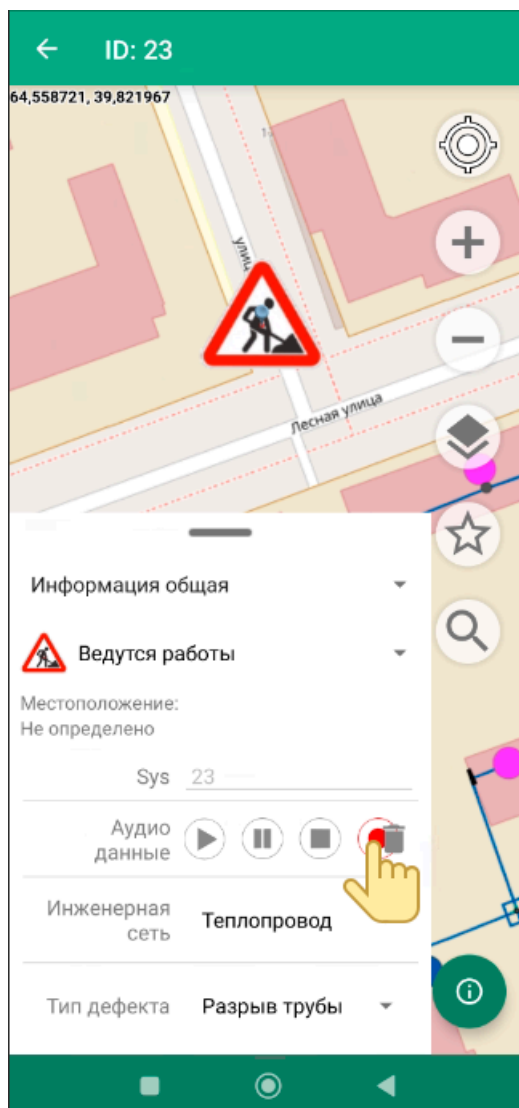 ID: 23
64,558721, 39,821967
улиц
Лесная улица
Информация общая
Ведутся работы
Местоположение:
Не определено
Sys 23
Аудио
данные
Инженерная
сеть
Теплопровод
Тип дефекта Разрыв трубы